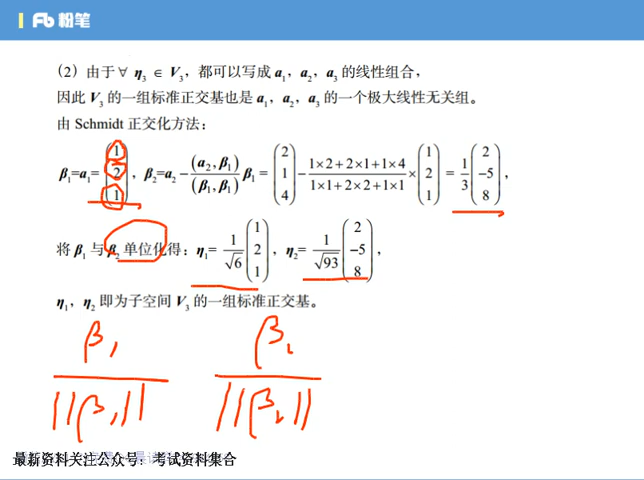 粉笔
(2) 由于∀ η₃ ∈ V₃，都可以写成 a₁，a₂，a₃ 的线性组合，
因此 V₃ 的一组标准正交基也是 a₁，a₂，a₃ 的一个极大线性无关组。
由 Schmidt 正交化方法：
β₁=a₁=(1 2 1)，β₂=a₂−(a₂,β₁)/(β₁,β₁) β₁ = (2 1 4) − (1×2+2×1+1×4)/(1×1+2×2+1×1) × (1 2 1) = 1/3 (2 −5 8)，
将 β₁ 与 β₂ 单位化得：η₁= 1/√6 (1 2 1)，η₂= 1/√93 (2 −5 8)，
η₁，η₂ 即为子空间 V₃ 的一组标准正交基。
β₁ / ||β₁|| β₂ / ||β₂||
最新资料关注公众号：考试资料集合